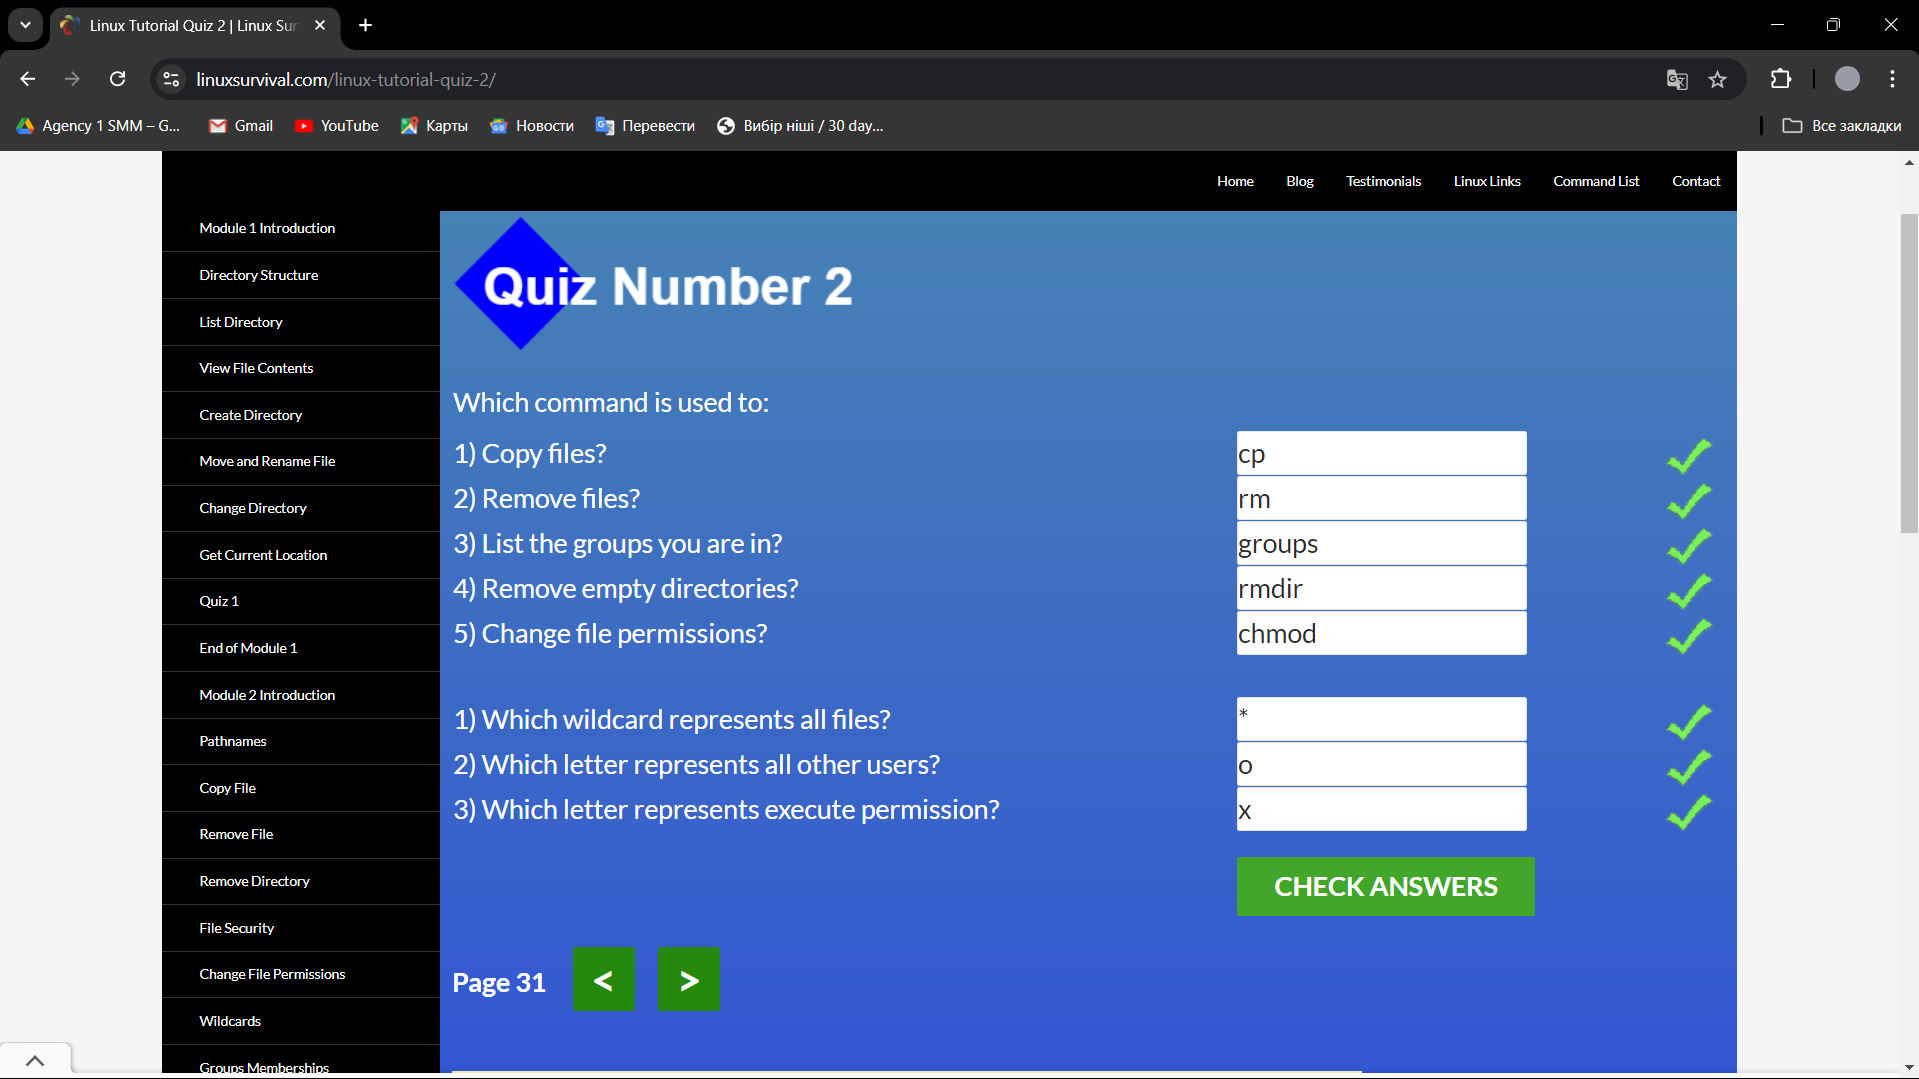 Linux Tutorial Quiz 2 | Linux Sur
linuxsurvival.com/linux-tutorial-quiz-2/
Agency 1 SMM – G...
Gmail
YouTube
Карты
Новости
Перевести
Вибір ніші / 30 day...
Все закладки
Home
Blog
Testimonials
Linux Links
Command List
Contact
Module 1 Introduction
Directory Structure
List Directory
View File Contents
Create Directory
Move and Rename File
Change Directory
Get Current Location
Quiz 1
End of Module 1
Module 2 Introduction
Pathnames
Copy File
Remove File
Remove Directory
File Security
Change File Permissions
Wildcards
Groups Memberships
Quiz Number 2
Which command is used to:
1) Copy files? cp
2) Remove files? rm
3) List the groups you are in? groups
4) Remove empty directories? rmdir
5) Change file permissions? chmod
1) Which wildcard represents all files? *
2) Which letter represents all other users? o
3) Which letter represents execute permission? x
CHECK ANSWERS
Page 31 < >